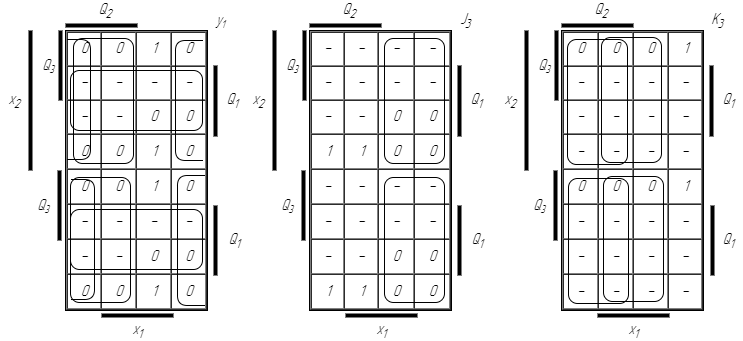 Q2 y1 Q2 J3 Q2 K3
0 0 1 0 - - - - 0 0 0 1
Q3 Q3 Q3
x2 - - - - Q1 x2 - - - - Q1 x2 - - - - Q1
- - 0 0 - - 0 0 - - - -
0 0 1 0 1 1 0 0 - - - -
0 0 1 0 - - - - 0 0 0 1
Q3 Q3 Q3
- - - - Q1 - - - - Q1 - - - - Q1
- - 0 0 - - 0 0 - - - -
0 0 1 0 1 1 0 0 - - - -
x1 x1 x1